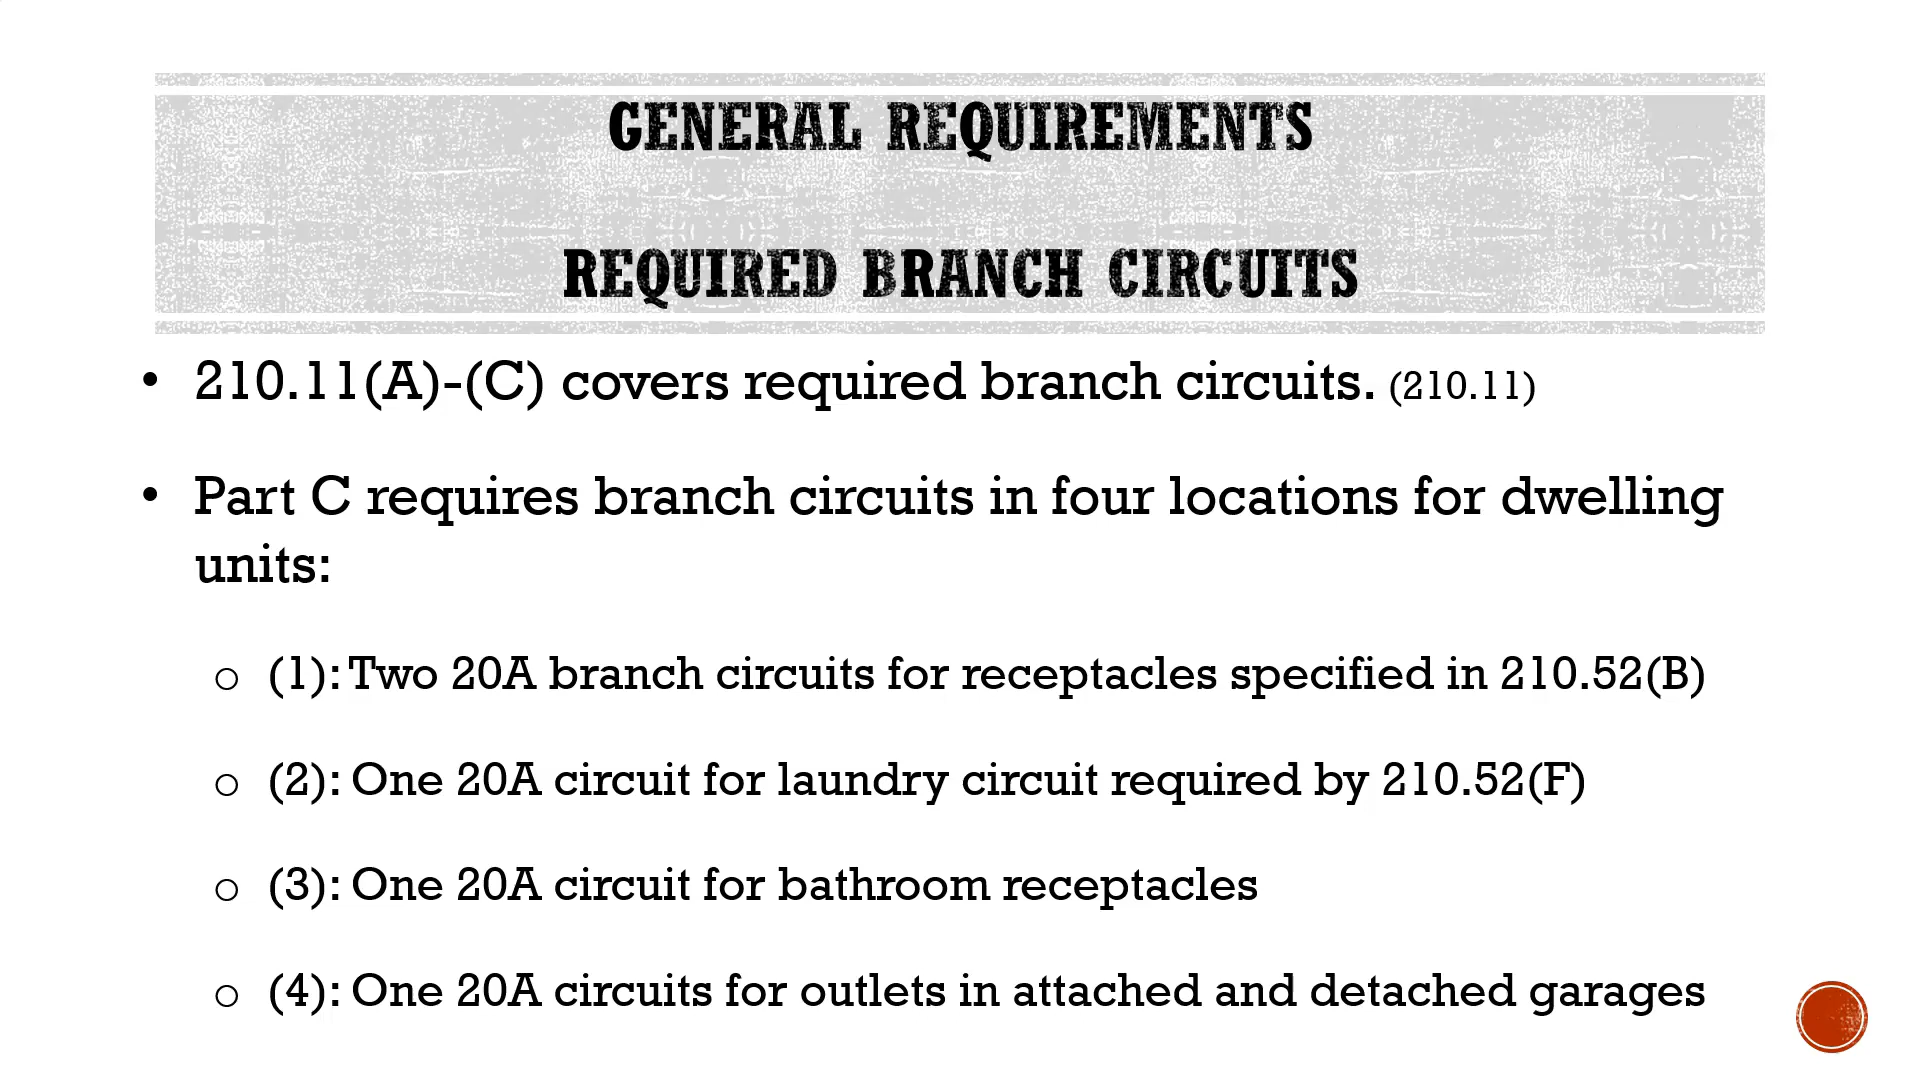 GENERAL REQUIREMENTS
REQUIRED BRANCH CIRCUITS
• 210.11(A)-(C) covers required branch circuits. (210.11)
• Part C requires branch circuits in four locations for dwelling
units:
o (1): Two 20A branch circuits for receptacles specified in 210.52(B)
o (2): One 20A circuit for laundry circuit required by 210.52(F)
o (3): One 20A circuit for bathroom receptacles
o (4): One 20A circuits for outlets in attached and detached garages